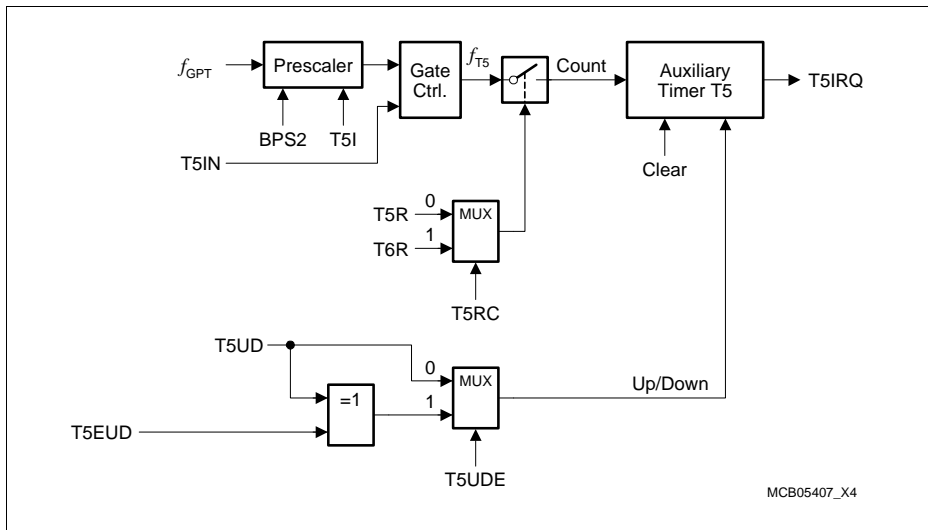 fGPT
Prescaler
BPS2
T5I
T5IN
Gate
Ctrl.
fT5
Count
Auxiliary
Timer T5
T5IRQ
Clear
T5R
0
T6R
1
MUX
T5RC
T5UD
0
MUX
=1
1
Up/Down
T5EUD
T5UDE
MCB05407_X4